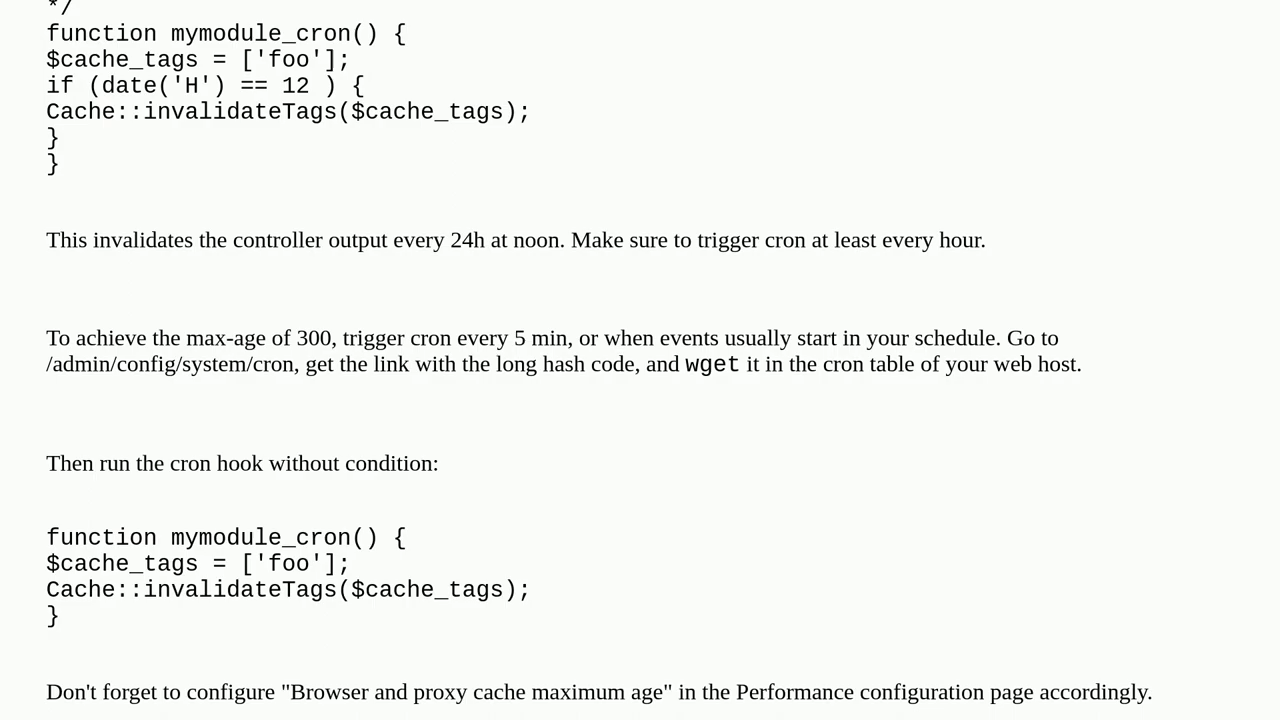 */
function mymodule_cron() {
$cache_tags = ['foo'];
if (date('H') == 12 ) {
Cache::invalidateTags($cache_tags);
}
}
This invalidates the controller output every 24h at noon. Make sure to trigger cron at least every hour.
To achieve the max-age of 300, trigger cron every 5 min, or when events usually start in your schedule. Go to
/admin/config/system/cron, get the link with the long hash code, and wget it in the cron table of your web host.
Then run the cron hook without condition:
function mymodule_cron() {
$cache_tags = ['foo'];
Cache::invalidateTags($cache_tags);
}
Don't forget to configure "Browser and proxy cache maximum age" in the Performance configuration page accordingly.